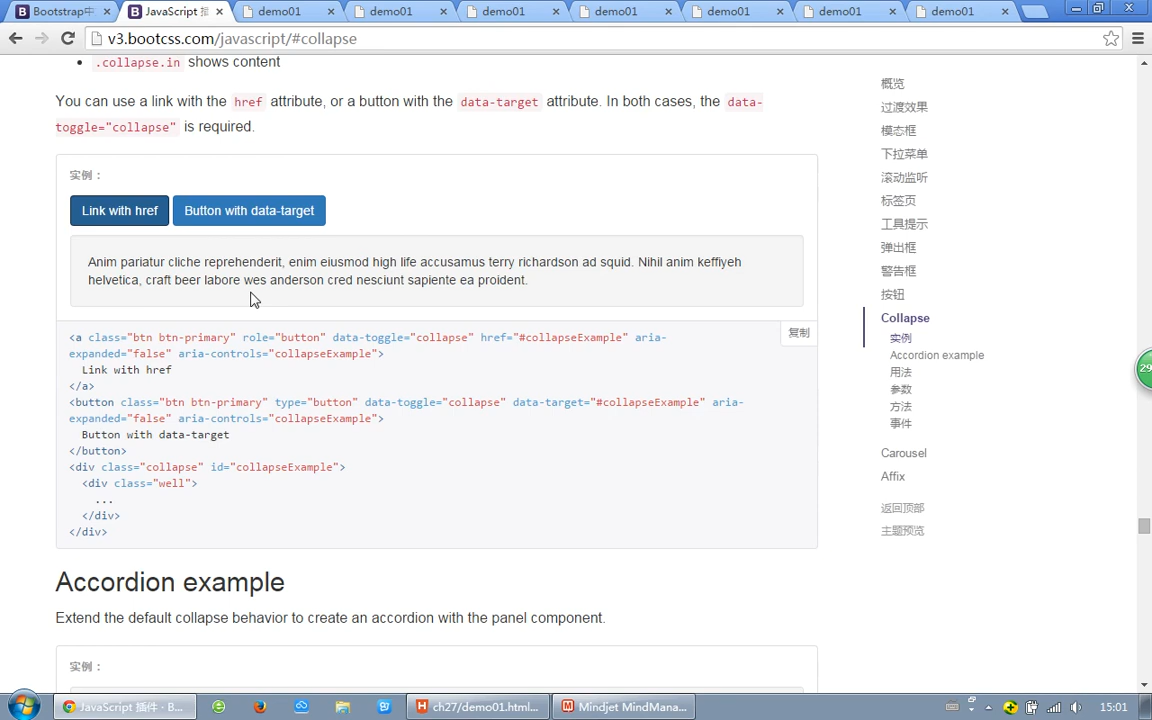 Bootstrap中
JavaScript 插
demo01
demo01
demo01
demo01
demo01
demo01
demo01
v3.bootcss.com/javascript/#collapse
.collapse.in shows content
You can use a link with the href attribute, or a button with the data-target attribute. In both cases, the data-
toggle="collapse" is required.
实例：
Link with href
Button with data-target
Anim pariatur cliche reprehenderit, enim eiusmod high life accusamus terry richardson ad squid. Nihil anim keffiyeh
helvetica, craft beer labore wes anderson cred nesciunt sapiente ea proident.
复制
<a class="btn btn-primary" role="button" data-toggle="collapse" href="#collapseExample" aria-
expanded="false" aria-controls="collapseExample">
Link with href
</a>
<button class="btn btn-primary" type="button" data-toggle="collapse" data-target="#collapseExample" aria-
expanded="false" aria-controls="collapseExample">
Button with data-target
</button>
<div class="collapse" id="collapseExample">
<div class="well">
...
</div>
</div>
Accordion example
Extend the default collapse behavior to create an accordion with the panel component.
实例：
概览
过渡效果
模态框
下拉菜单
滚动监听
标签页
工具提示
弹出框
警告框
按钮
Collapse
实例
Accordion example
用法
参数
方法
事件
Carousel
Affix
返回顶部
主题预览
29
JavaScript 插件 · B...
ch27/demo01.html...
Mindjet MindMana...
15:01